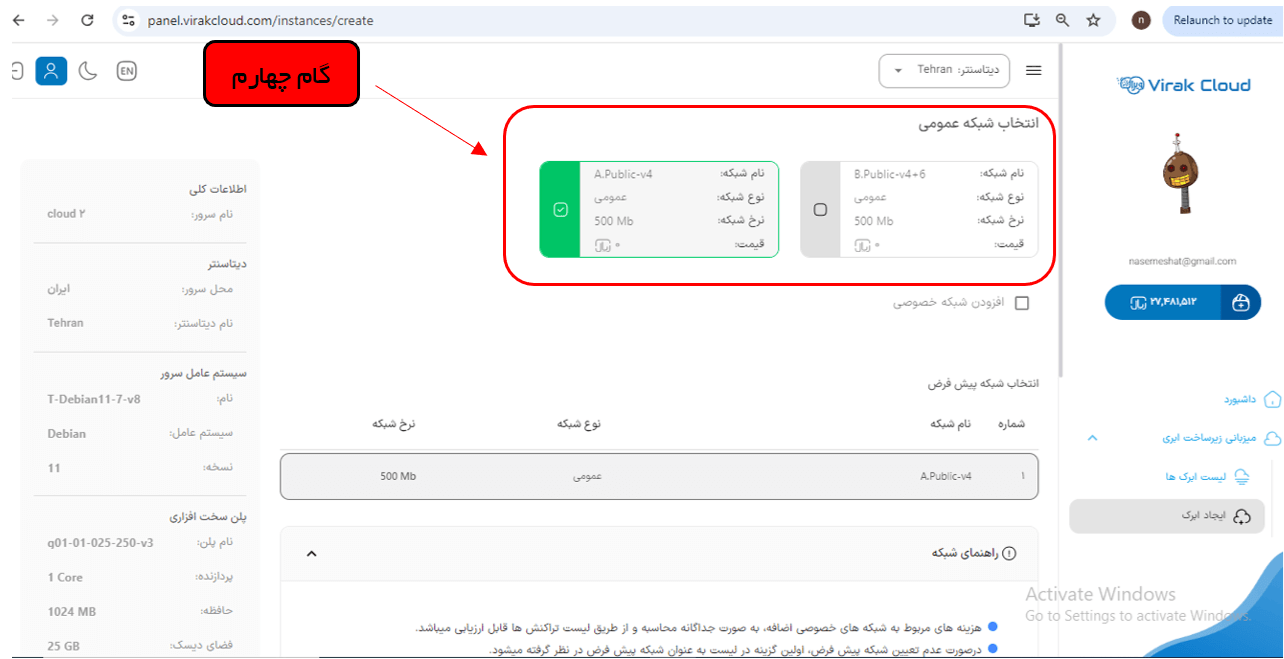 panel.virakcloud.com/instances/create
n
Relaunch to update
EN
گام چهارم
دیتاسنتر: Tehran
Virak Cloud
nasemeshat@gmail.com
۲۷,۴۸۱,۵۱۲ ریال
داشبورد
میزبانی زیرساخت ابری
لیست ابرک ها
ایجاد ابرک
انتخاب شبکه عمومی
نام شبکه: B.Public-v4+6
نوع شبکه: عمومی
نرخ شبکه: 500 Mb
قیمت: ۰ ریال
نام شبکه: A.Public-v4
نوع شبکه: عمومی
نرخ شبکه: 500 Mb
قیمت: ۰ ریال
افزودن شبکه خصوصی
انتخاب شبکه پیش فرض
شماره نام شبکه نوع شبکه نرخ شبکه
۱ A.Public-v4 عمومی 500 Mb
راهنمای شبکه
هزینه های مربوط به شبکه های خصوصی اضافه، به صورت جداگانه محاسبه و از طریق لیست تراکنش ها قابل ارزیابی میباشد.
درصورت عدم تعیین شبکه پیش فرض، اولین گزینه در لیست به عنوان شبکه پیش فرض در نظر گرفته میشود.
اطلاعات کلی
نام سرور: cloud ۲
دیتاسنتر
محل سرور: ایران
نام دیتاسنتر: Tehran
سیستم عامل سرور
نام: T-Debian11-7-v8
سیستم عامل: Debian
نسخه: 11
پلن سخت افزاری
نام پلن: q01-01-025-250-v3
پردازنده: 1 Core
حافظه: 1024 MB
فضای دیسک: 25 GB
Activate Windows
Go to Settings to activate Windows.